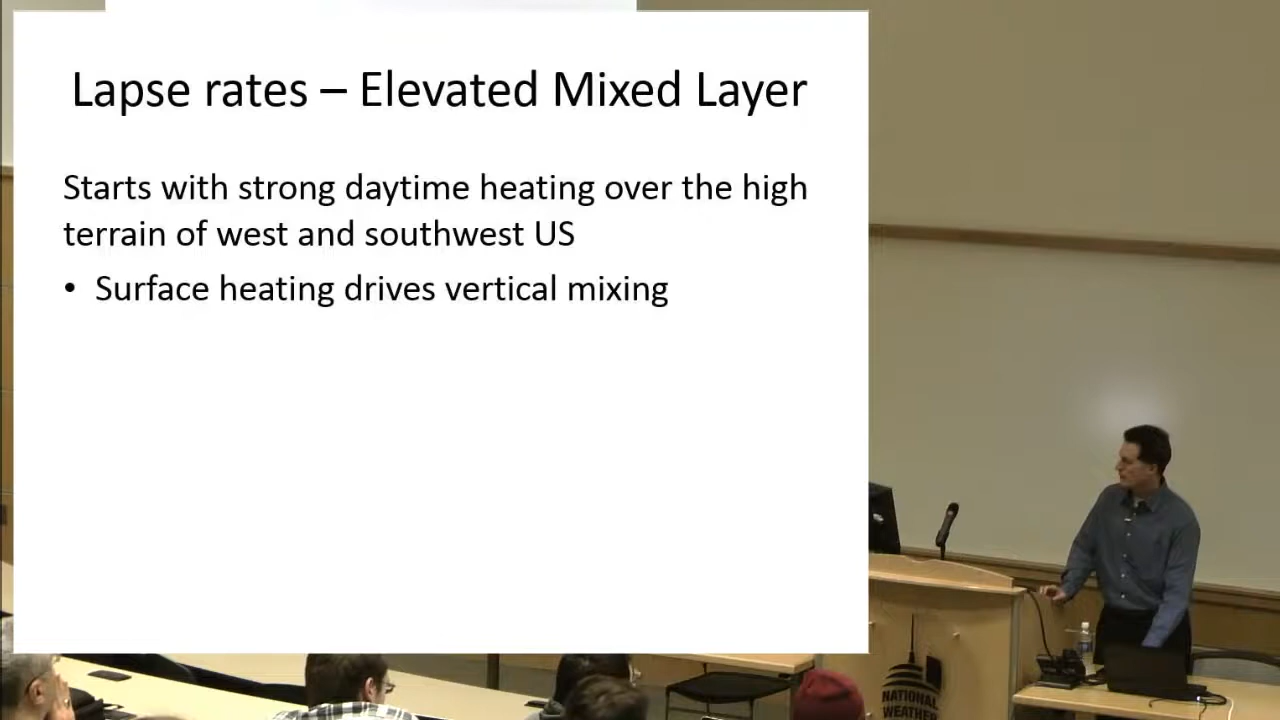 Lapse rates – Elevated Mixed Layer
Starts with strong daytime heating over the high
terrain of west and southwest US
• Surface heating drives vertical mixing
NATIONAL
WEATHER